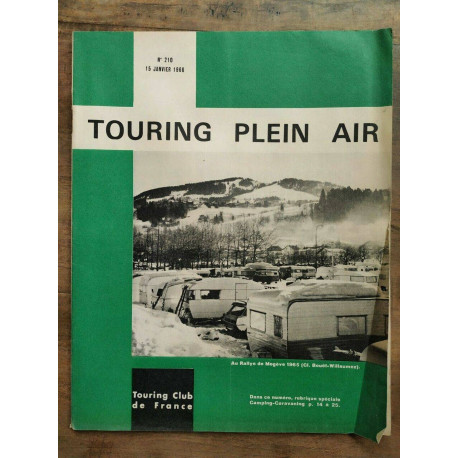 N° 210
15 JANVIER 1966
TOURING PLEIN AIR
Au Rallye de Megève 1965 (Cl. Bouët-Willaumez).
Touring Club
de France
Dans ce numéro, rubrique spéciale
Camping-Caravaning p. 14 à 25.